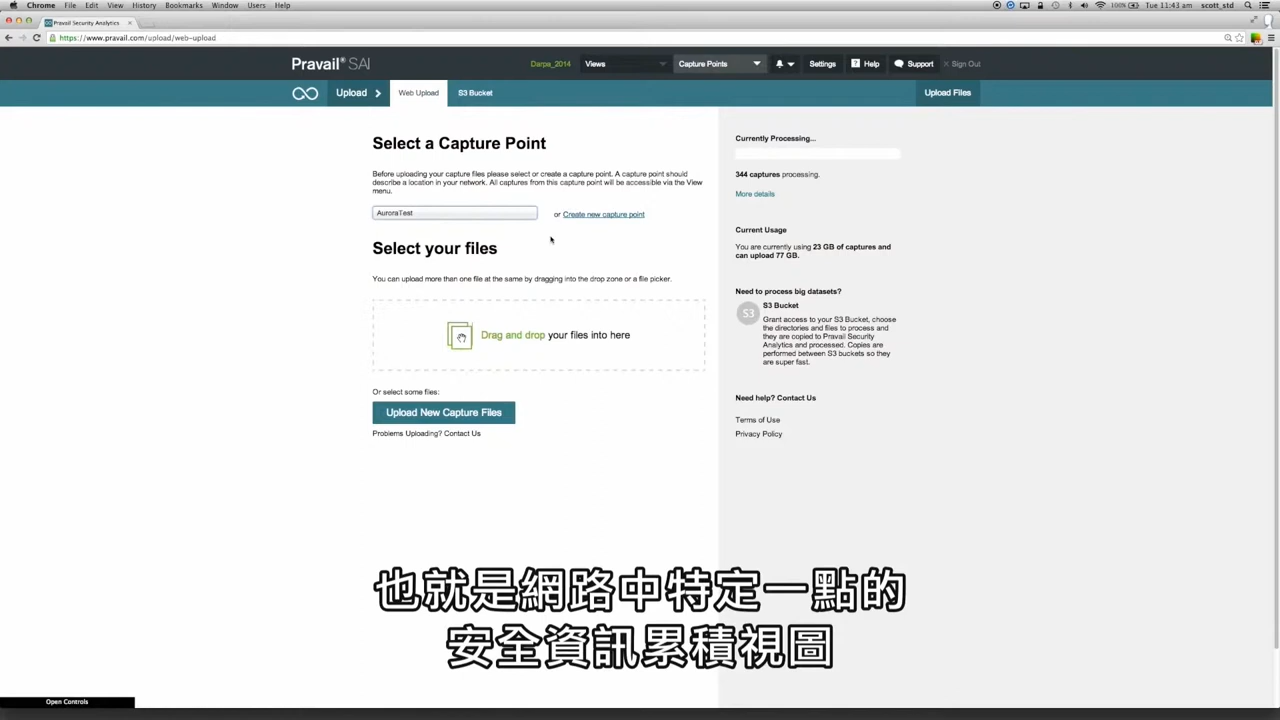 Chrome File Edit View History Bookmarks Window Users Help
100% Tue 11:43 am scott_std
Pravail Security Analytics
https://www.pravail.com/upload/web-upload
Pravail® SA
Darpa_2014 Views Capture Points Settings ? Help Support × Sign Out
Upload Web Upload S3 Bucket Upload Files
Select a Capture Point
Before uploading your capture files please select or create a capture point. A capture point should
describe a location in your network. All captures from this capture point will be accessible via the View
menu.
AuroraTest or Create new capture point
Select your files
You can upload more than one file at the same by dragging into the drop zone or a file picker.
Drag and drop your files into here
Or select some files:
Upload New Capture Files
Problems Uploading? Contact Us
Currently Processing...
344 captures processing.
More details
Current Usage
You are currently using 23 GB of captures and
can upload 77 GB.
Need to process big datasets?
S3
S3 Bucket
Grant access to your S3 Bucket, choose
the directories and files to process and
they are copied to Pravail Security
Analytics and processed. Copies are
performed between S3 buckets so they
are super fast.
Need help? Contact Us
Terms of Use
Privacy Policy
也就是網路中特定一點的
安全資訊累積視圖
Open Controls